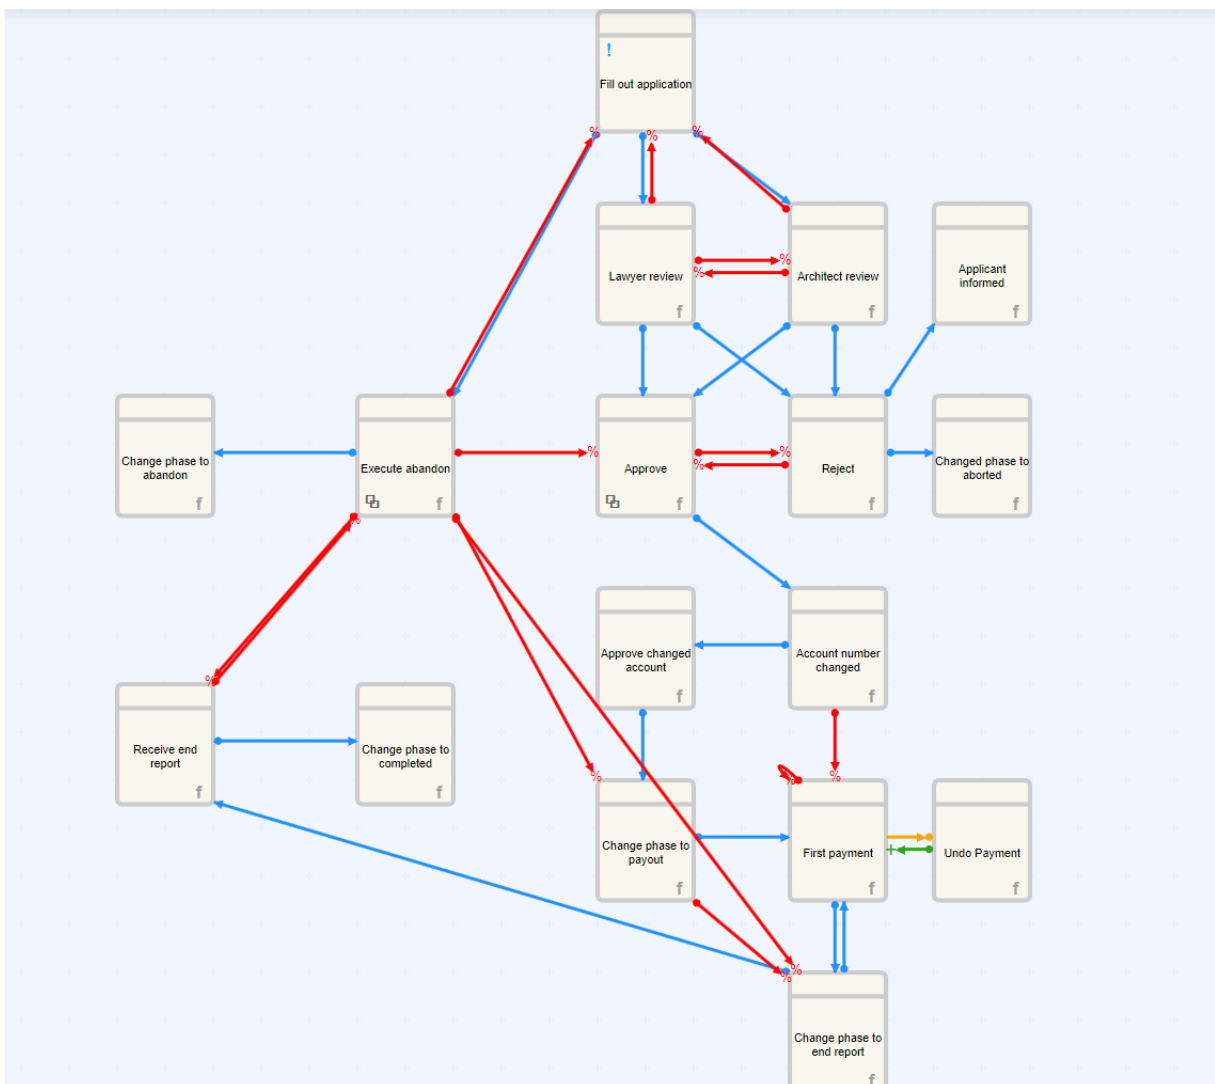 !
Fill out application
%
%
%
Lawyer review
f
%
%
Architect review
f
Applicant
informed
f
Change phase to
abandon
f
Execute abandon
f
%
%
Approve
f
%
%
Reject
f
Changed phase to
aborted
f
Approve changed
account
f
Account number
changed
f
%
Receive end
report
f
Change phase to
completed
f
%
Change phase to
payout
f
%
%
First payment
f
+
Undo Payment
f
%
%
Change phase to
end report
f